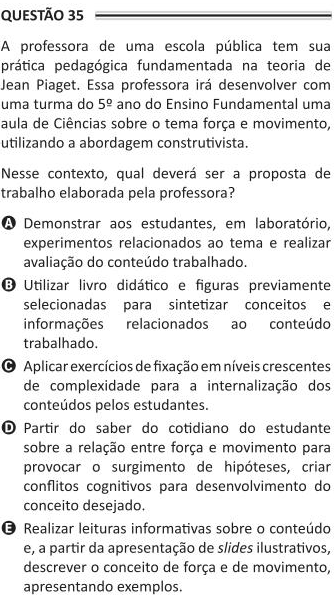 QUESTÃO 35
A professora de uma escola pública tem sua
prática pedagógica fundamentada na teoria de
Jean Piaget. Essa professora irá desenvolver com
uma turma do 5º ano do Ensino Fundamental uma
aula de Ciências sobre o tema força e movimento,
utilizando a abordagem construtivista.
Nesse contexto, qual deverá ser a proposta de
trabalho elaborada pela professora?
A Demonstrar aos estudantes, em laboratório,
experimentos relacionados ao tema e realizar
avaliação do conteúdo trabalhado.
B Utilizar livro didático e figuras previamente
selecionadas para sintetizar conceitos e
informações relacionados ao conteúdo
trabalhado.
C Aplicar exercícios de fixação em níveis crescentes
de complexidade para a internalização dos
conteúdos pelos estudantes.
D Partir do saber do cotidiano do estudante
sobre a relação entre força e movimento para
provocar o surgimento de hipóteses, criar
conflitos cognitivos para desenvolvimento do
conceito desejado.
E Realizar leituras informativas sobre o conteúdo
e, a partir da apresentação de slides ilustrativos,
descrever o conceito de força e de movimento,
apresentando exemplos.